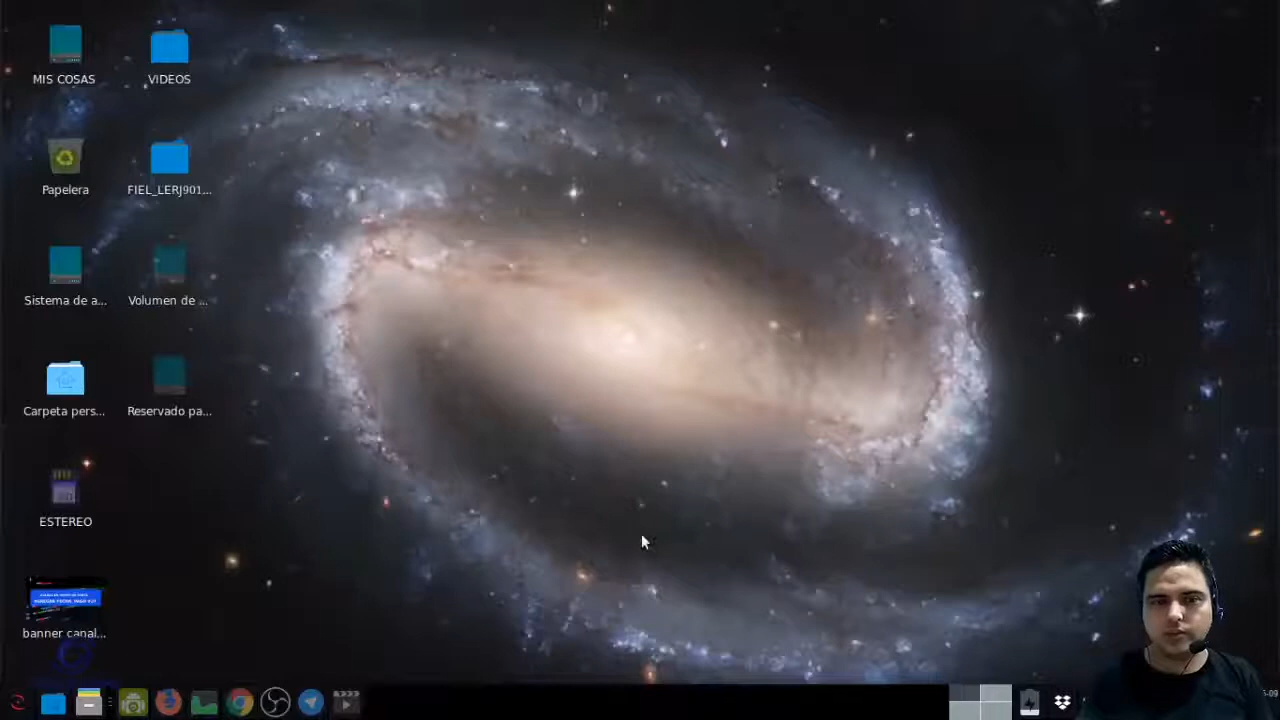 MIS COSAS
VIDEOS
Papelera
FIEL_LERJ901...
Sistema de a...
Volumen de ...
Carpeta pers...
Reservado pa...
ESTEREO
banner canal...